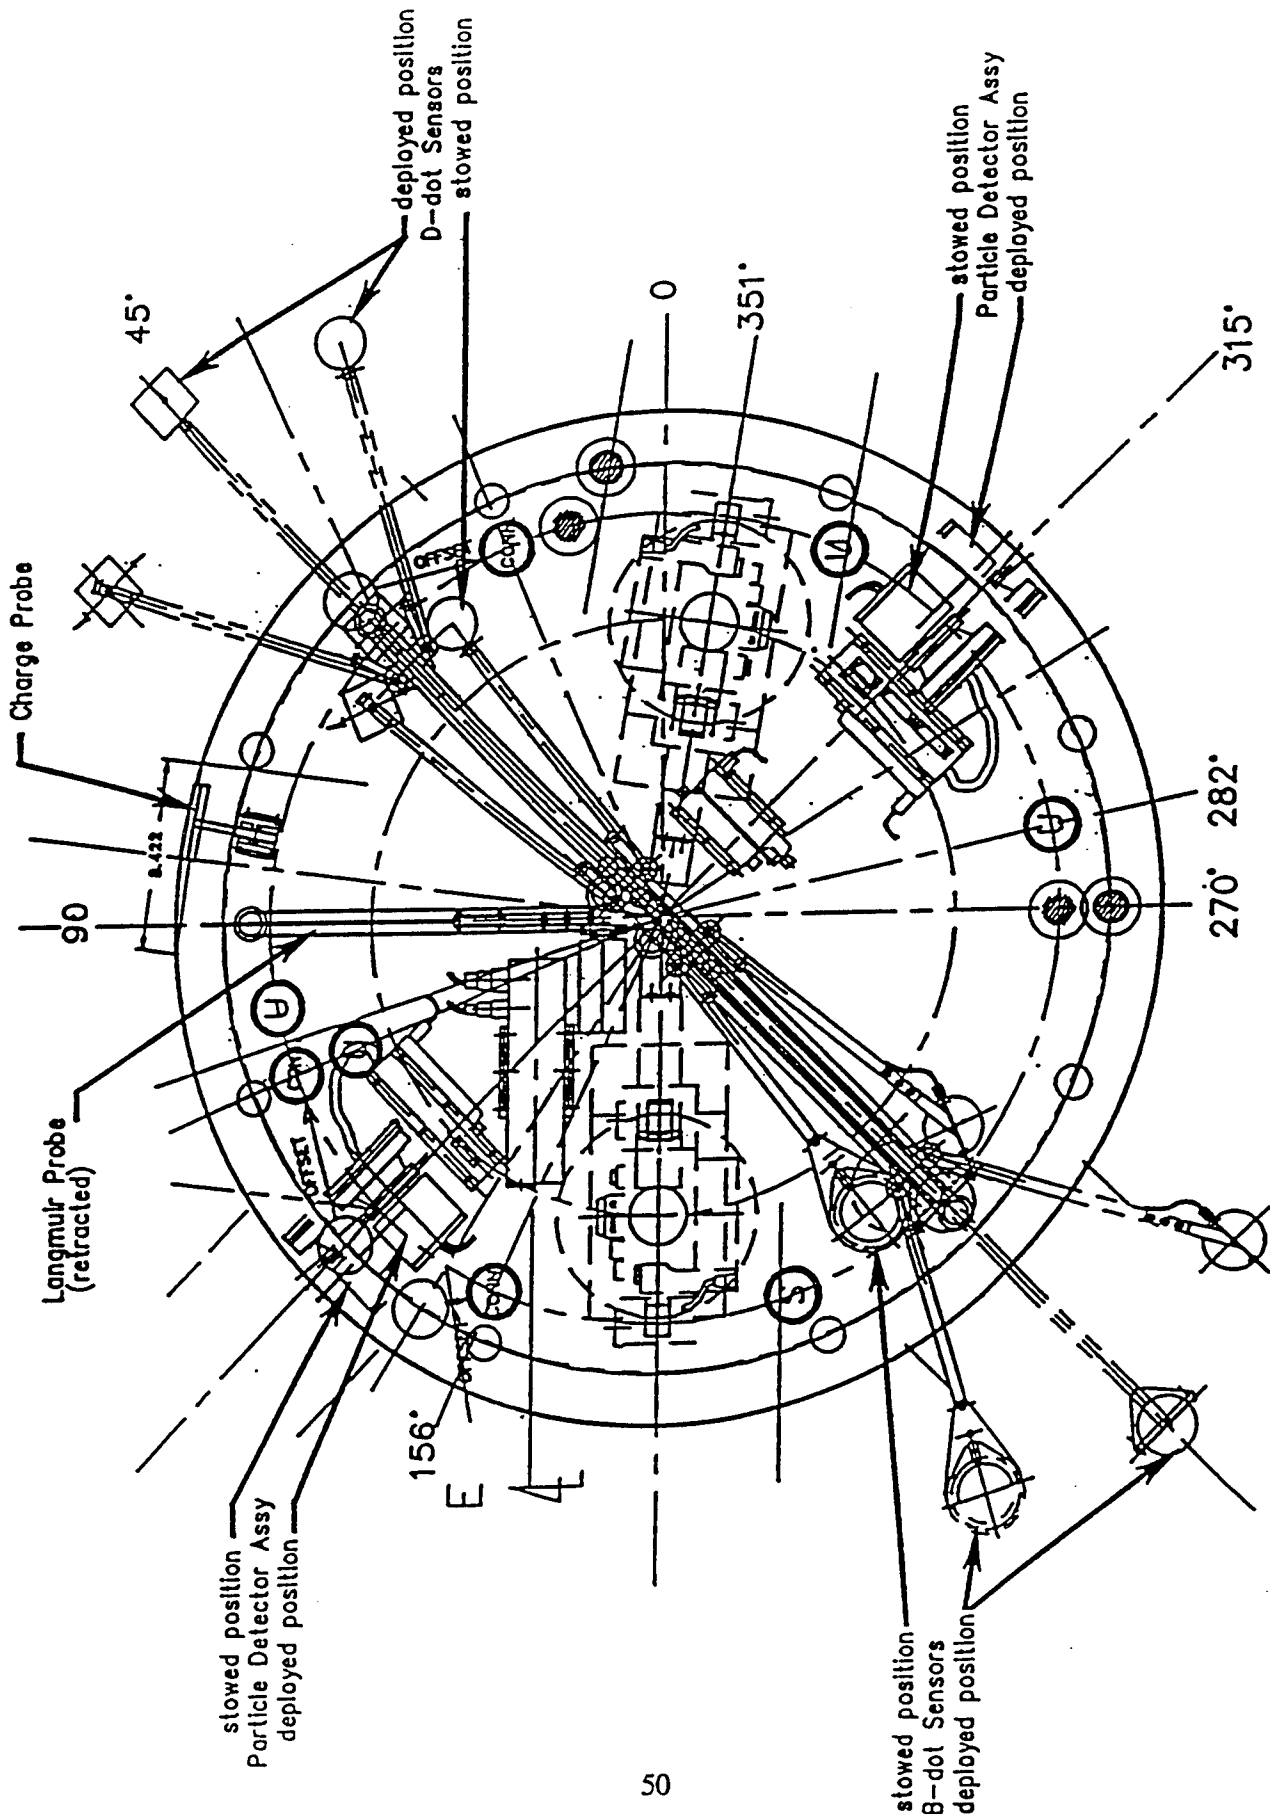 Charge Probe
Langmuir Probe
(retracted)
deployed position
D-dot Sensors
stowed position
45°
90
8.422
0
351°
315°
282°
270°
156°
stowed position
Particle Detector Assy
deployed position
stowed position
Particle Detector Assy
deployed position
stowed position
B-dot Sensors
deployed position
OFFSET
OFFSET
A
S
E
50